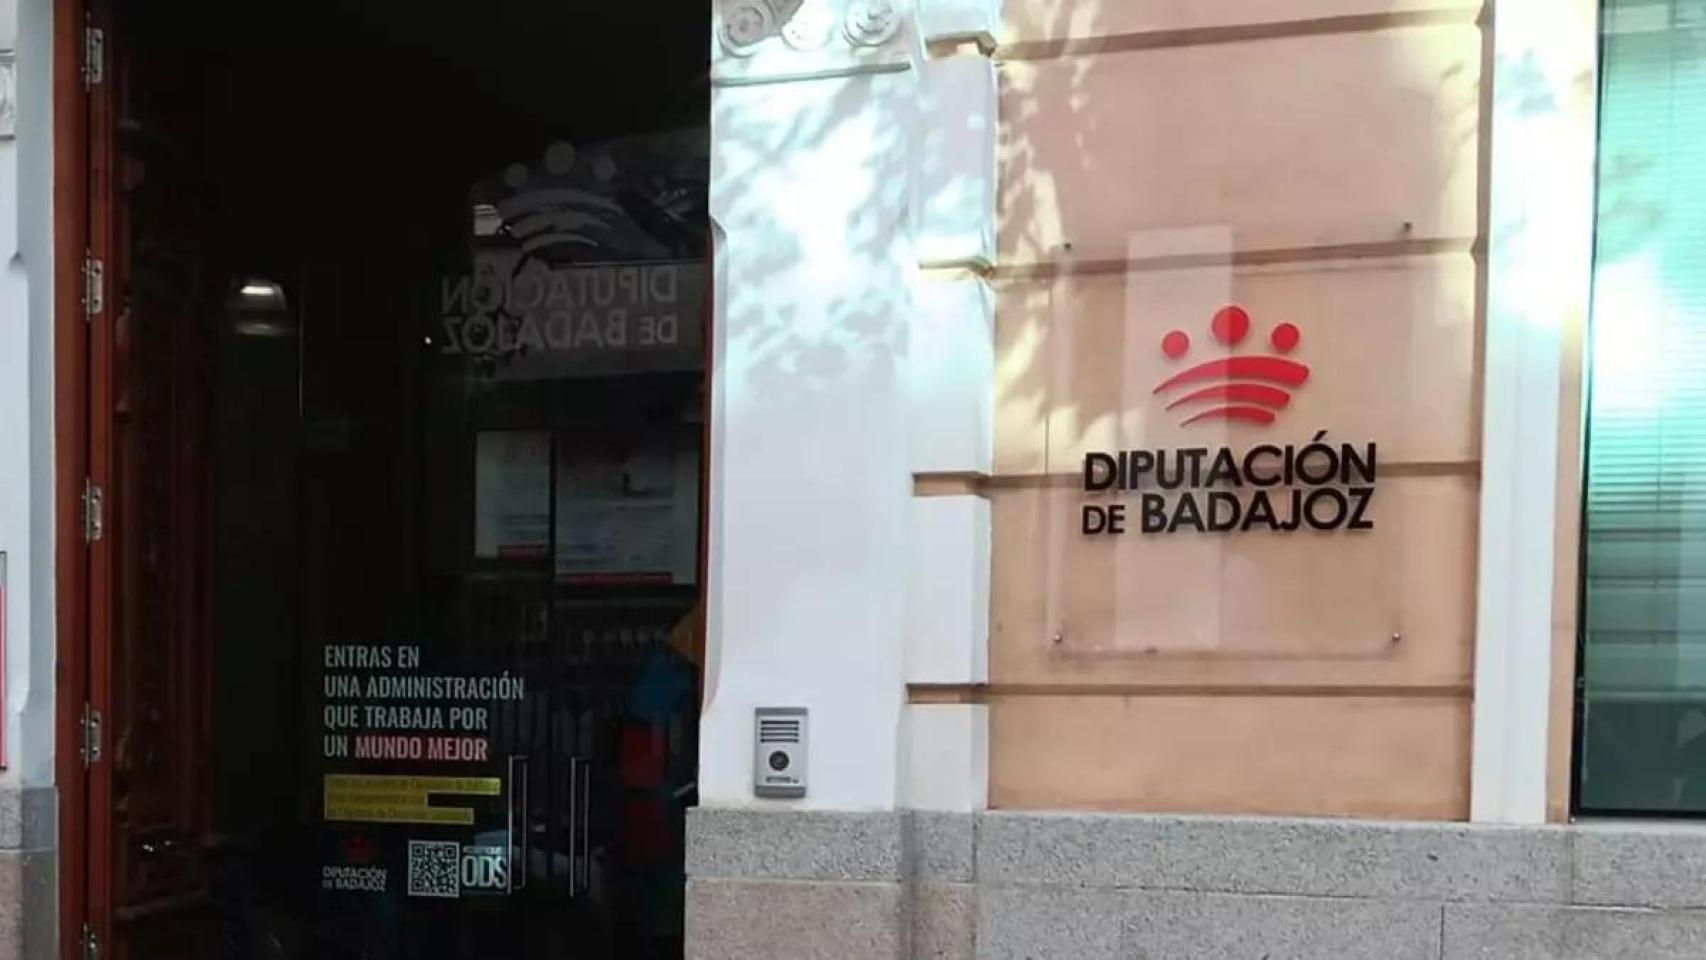 DIPUTACIÓN
DE BADAJOZ
DIPUTACIÓN
DE BADAJOZ
ENTRAS EN
UNA ADMINISTRACIÓN
QUE TRABAJA POR
UN MUNDO MEJOR
DIPUTACIÓN
DE BADAJOZ
ODS